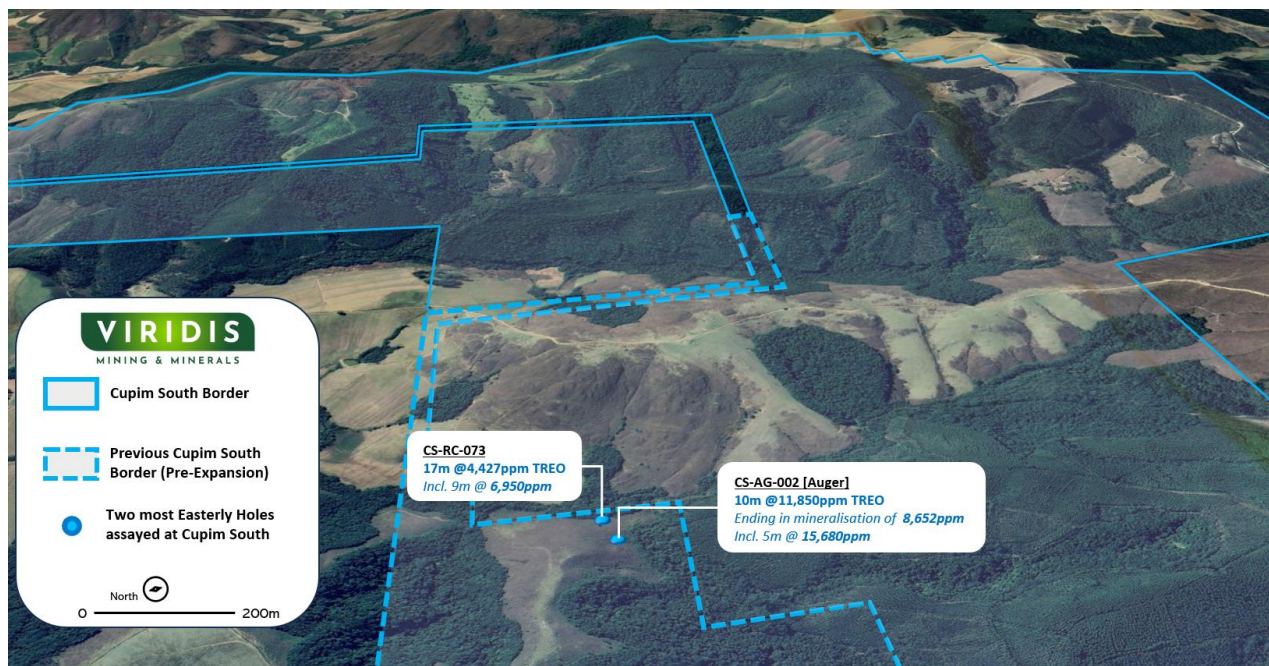 VIRIDIS
MINING & MINERALS
Cupim South Border
Previous Cupim South
Border (Pre-Expansion)
Two most Easterly Holes
assayed at Cupim South
North
0 200m
CS-RC-073
17m @4,427ppm TREO
Incl. 9m @ 6,950ppm
CS-AG-002 [Auger]
10m @11,850ppm TREO
Ending in mineralisation of 8,652ppm
Incl. 5m @ 15,680ppm